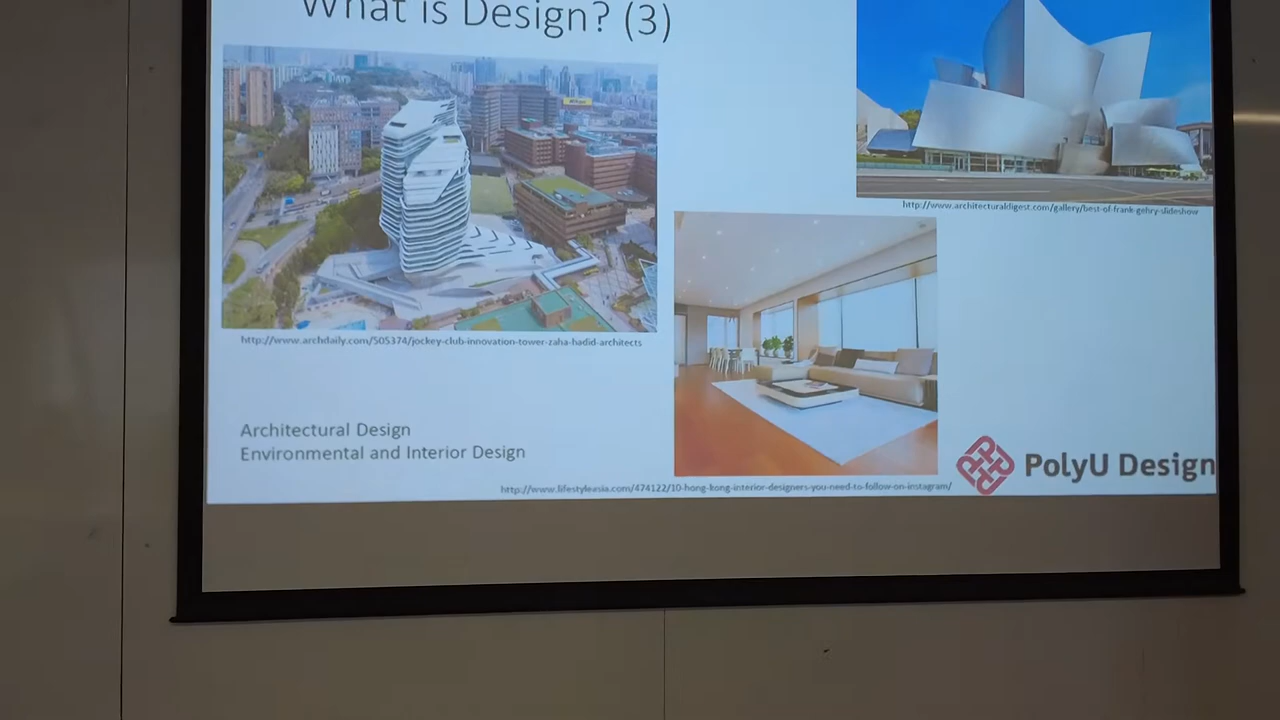 What is Design? (3)
http://www.architecturaldigest.com/gallery/best-of-frank-gehry-slideshow
http://www.archdaily.com/505374/jockey-club-innovation-tower-zaha-hadid-architects
Architectural Design
Environmental and Interior Design
PolyU Design
http://www.lifestyleasia.com/474122/10-hong-kong-interior-designers-you-need-to-follow-on-instagram/